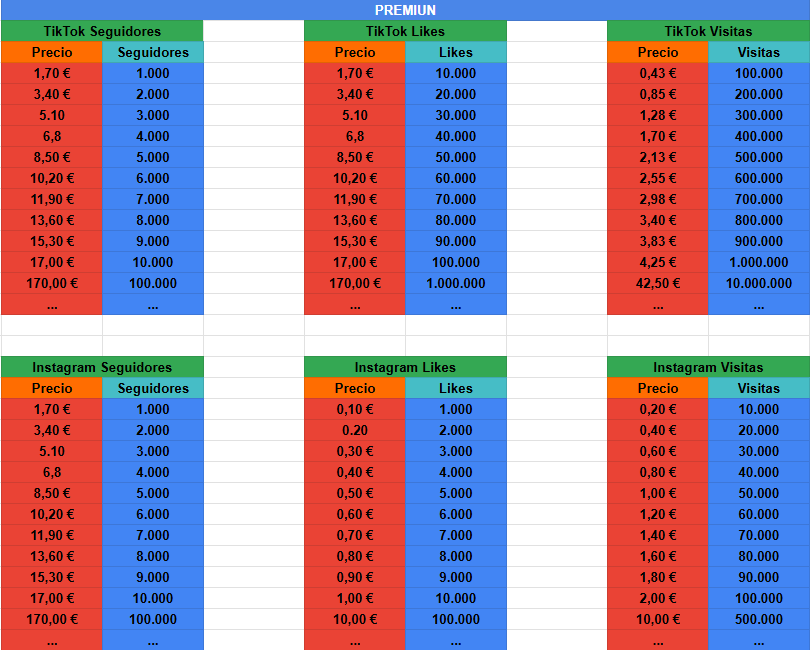 PREMIUN
TikTok Seguidores TikTok Likes TikTok Visitas
Precio Seguidores Precio Likes Precio Visitas
1,70 € 1.000 1,70 € 10.000 0,43 € 100.000
3,40 € 2.000 3,40 € 20.000 0,85 € 200.000
5.10 3.000 5.10 30.000 1,28 € 300.000
6,8 4.000 6,8 40.000 1,70 € 400.000
8,50 € 5.000 8,50 € 50.000 2,13 € 500.000
10,20 € 6.000 10,20 € 60.000 2,55 € 600.000
11,90 € 7.000 11,90 € 70.000 2,98 € 700.000
13,60 € 8.000 13,60 € 80.000 3,40 € 800.000
15,30 € 9.000 15,30 € 90.000 3,83 € 900.000
17,00 € 10.000 17,00 € 100.000 4,25 € 1.000.000
170,00 € 100.000 170,00 € 1.000.000 42,50 € 10.000.000
... ... ... ... ... ...
Instagram Seguidores Instagram Likes Instagram Visitas
Precio Seguidores Precio Likes Precio Visitas
1,70 € 1.000 0,10 € 1.000 0,20 € 10.000
3,40 € 2.000 0.20 2.000 0,40 € 20.000
5.10 3.000 0,30 € 3.000 0,60 € 30.000
6,8 4.000 0,40 € 4.000 0,80 € 40.000
8,50 € 5.000 0,50 € 5.000 1,00 € 50.000
10,20 € 6.000 0,60 € 6.000 1,20 € 60.000
11,90 € 7.000 0,70 € 7.000 1,40 € 70.000
13,60 € 8.000 0,80 € 8.000 1,60 € 80.000
15,30 € 9.000 0,90 € 9.000 1,80 € 90.000
17,00 € 10.000 1,00 € 10.000 2,00 € 100.000
170,00 € 100.000 10,00 € 100.000 10,00 € 500.000
... ... ... ... ... ...